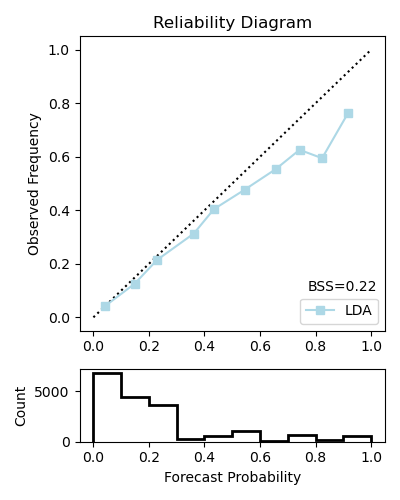 Reliability Diagram
1.0
0.8
0.6
0.4
0.2
0.0
Observed Frequency
BSS=0.22
LDA
0.0 0.2 0.4 0.6 0.8 1.0
5000
0
Count
0.0 0.2 0.4 0.6 0.8 1.0
Forecast Probability